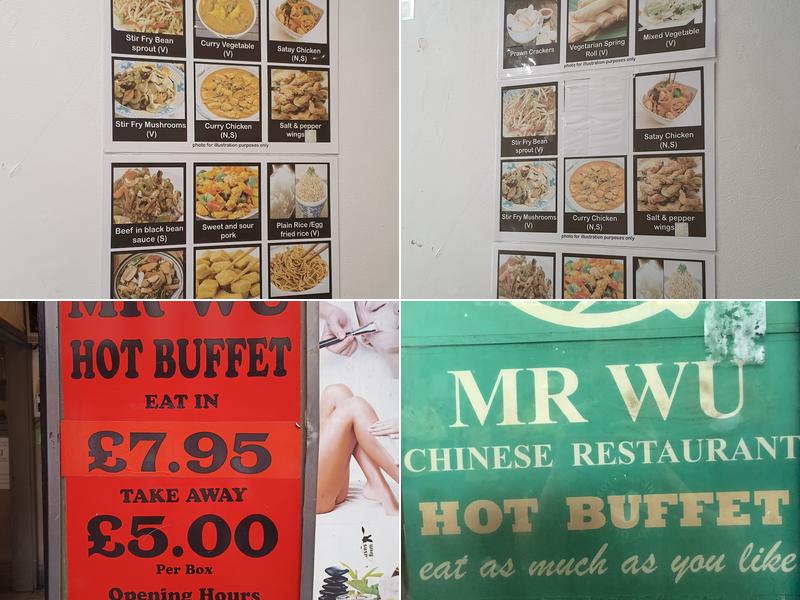 Stir Fry Bean
sprout (V)
Curry Vegetable
(V)
Satay Chicken
(N,S)
Stir Fry Mushrooms
(V)
Curry Chicken
(N,S)
Salt & pepper
wings
photo for illustration purposes only
Beef in black bean
sauce (S)
Sweet and sour
pork
Plain Rice /Egg
fried rice (V)
Prawn Crackers
Vegetarian Spring
Roll (V)
Mixed Vegetable
(V)
photo for illustration purposes only
Stir Fry Bean
sprout (V)
Satay Chicken
(N,S)
Stir Fry Mushrooms
(V)
Curry Chicken
(N,S)
Salt & pepper
wings
photo for illustration purposes only
MR WU
HOT BUFFET
EAT IN
£7.95
TAKE AWAY
£5.00
Per Box
Opening Hours
MR WU
CHINESE RESTAURANT
HOT BUFFET
eat as much as you like